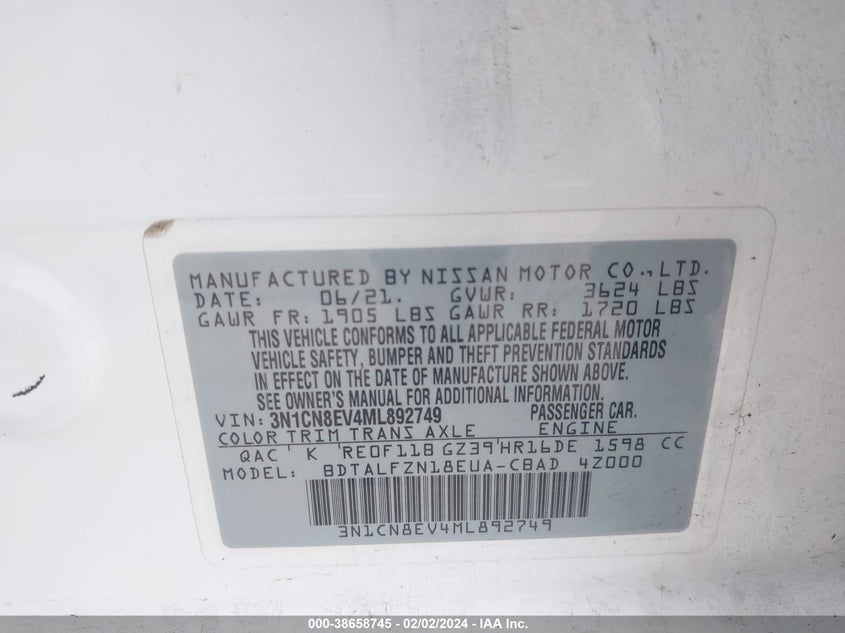 MANUFACTURED BY NISSAN MOTOR CO., LTD.
DATE: 06/21. GVWR: 3624 LBS
GAWR FR: 1905 LBS GAWR RR: 1720 LBS
THIS VEHICLE CONFORMS TO ALL APPLICABLE FEDERAL MOTOR
VEHICLE SAFETY, BUMPER AND THEFT PREVENTION STANDARDS
IN EFFECT ON THE DATE OF MANUFACTURE SHOWN ABOVE.
SEE OWNER'S MANUAL FOR ADDITIONAL INFORMATION.
VIN: 3N1CN8EV4ML892749 PASSENGER CAR.
COLOR TRIM TRANS AXLE ENGINE
QAC K RE0F11B GZ39 HR16DE 1598 CC
MODEL: BDTALFZN18EUA-CBAD 4Z000
3N1CN8EV4ML892749
000-38658745 - 02/02/2024 - IAA Inc.